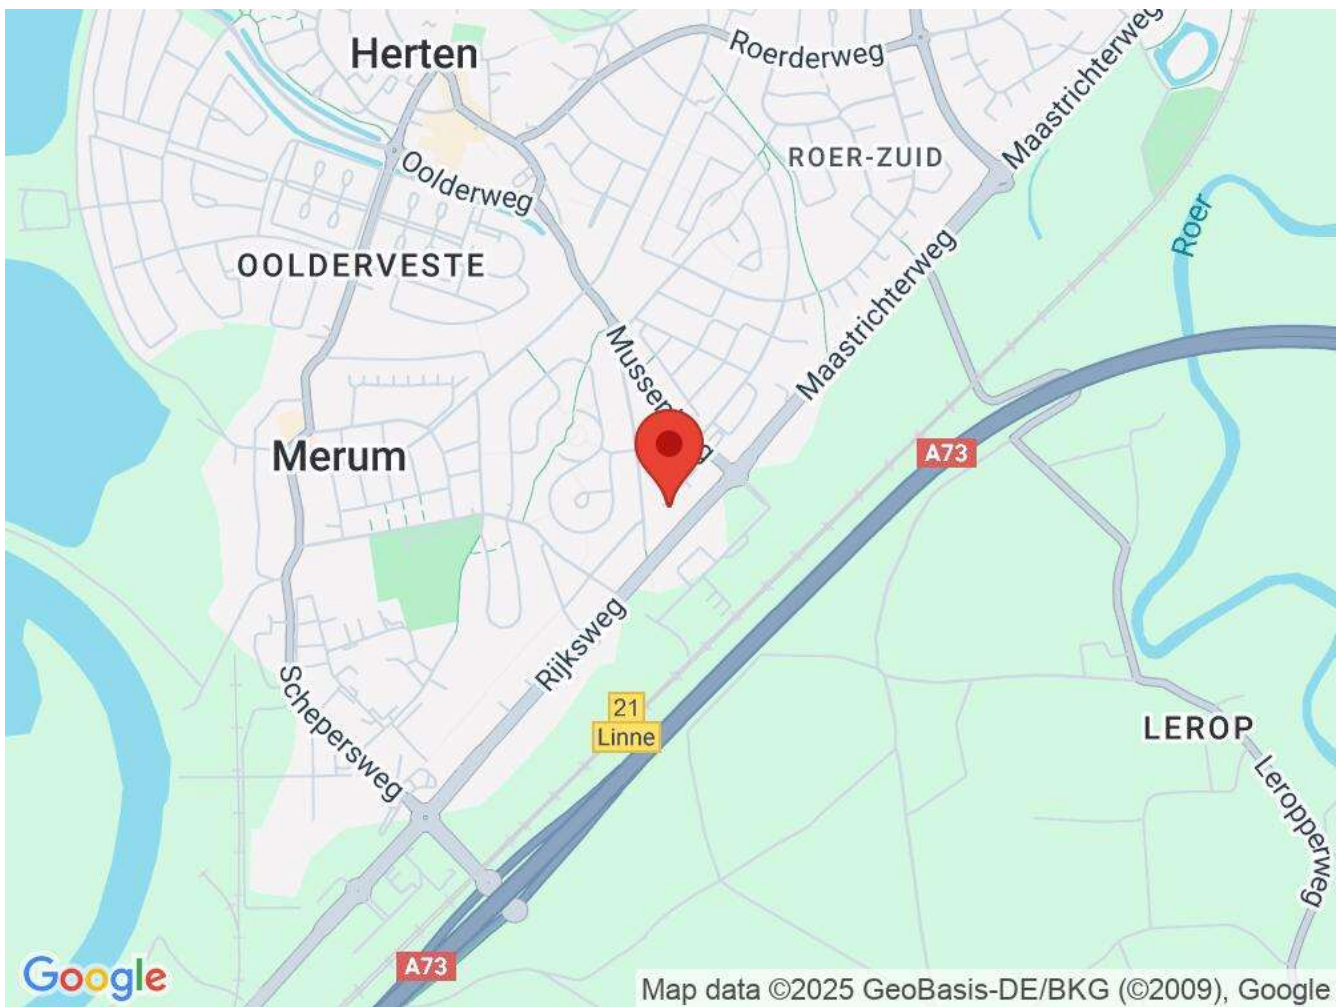 Herten
Roerderweg
Maastrichterweg
ROER-ZUID
Oolderweg
Roer
OOLDERVESTE
Maastrichterweg
Merum
A73
Rijksweg
21
Linne
Schepersweg
LEROP
Leropperweg
A73
Google
Map data ©2025 GeoBasis-DE/BKG (©2009), Google